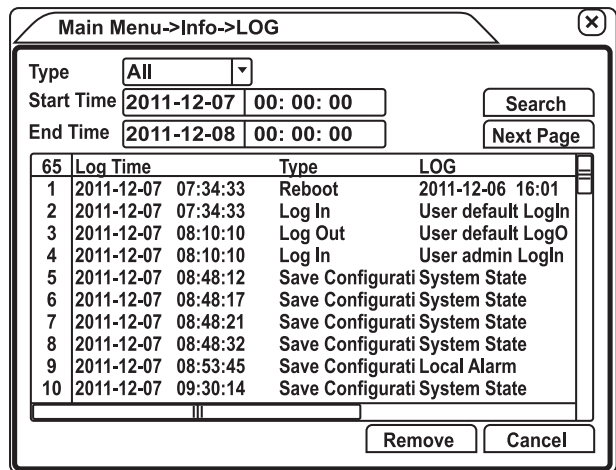 Main Menu->Info->LOG
Type All
Start Time 2011-12-07 00: 00: 00 Search
End Time 2011-12-08 00: 00: 00 Next Page
65 Log Time Type LOG
1 2011-12-07 07:34:33 Reboot 2011-12-06 16:01
2 2011-12-07 07:34:33 Log In User default LogIn
3 2011-12-07 08:10:10 Log Out User default LogO
4 2011-12-07 08:10:10 Log In User admin LogIn
5 2011-12-07 08:48:12 Save Configurati System State
6 2011-12-07 08:48:17 Save Configurati System State
7 2011-12-07 08:48:21 Save Configurati System State
8 2011-12-07 08:48:32 Save Configurati System State
9 2011-12-07 08:53:45 Save Configurati Local Alarm
10 2011-12-07 09:30:14 Save Configurati System State
Remove Cancel